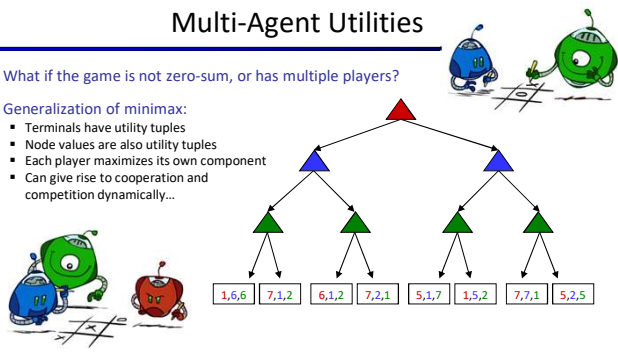 Multi-Agent Utilities
What if the game is not zero-sum, or has multiple players?
Generalization of minimax:
▪ Terminals have utility tuples
▪ Node values are also utility tuples
▪ Each player maximizes its own component
▪ Can give rise to cooperation and
competition dynamically…
1,6,6 7,1,2 6,1,2 7,2,1 5,1,7 1,5,2 7,7,1 5,2,5